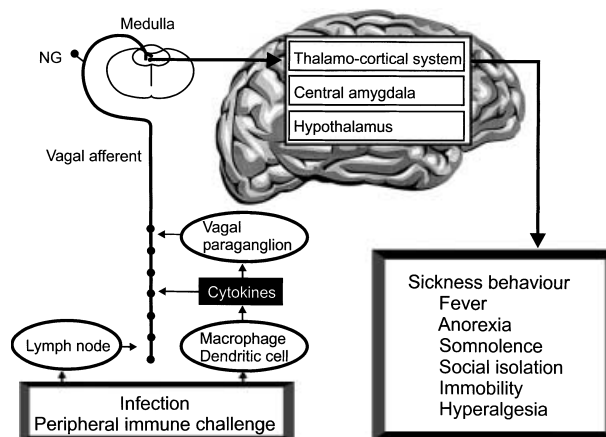 Medulla
NG
Thalamo-cortical system
Central amygdala
Hypothalamus
Vagal afferent
Vagal
paraganglion
Cytokines
Lymph node
Macrophage
Dendritic cell
Infection
Peripheral immune challenge
Sickness behaviour
Fever
Anorexia
Somnolence
Social isolation
Immobility
Hyperalgesia